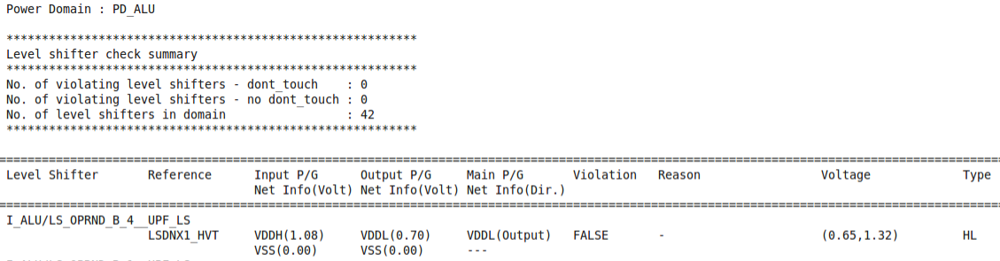 Power Domain : PD_ALU
**********************************************************
Level shifter check summary
**********************************************************
No. of violating level shifters - dont_touch    : 0
No. of violating level shifters - no dont_touch : 0
No. of level shifters in domain                 : 42
**********************************************************
============================================================================================================================================
Level Shifter       Reference      Input P/G      Output P/G     Main P/G       Violation   Reason                 Voltage             Type
                                   Net Info(Volt) Net Info(Volt) Net Info(Dir.)
============================================================================================================================================
I_ALU/LS_OPRND_B_4__UPF_LS
                    LSDNX1_HVT     VDDH(1.08)     VDDL(0.70)     VDDL(Output)   FALSE       -                      (0.65,1.32)         HL
                                   VSS(0.00)      VSS(0.00)      ---